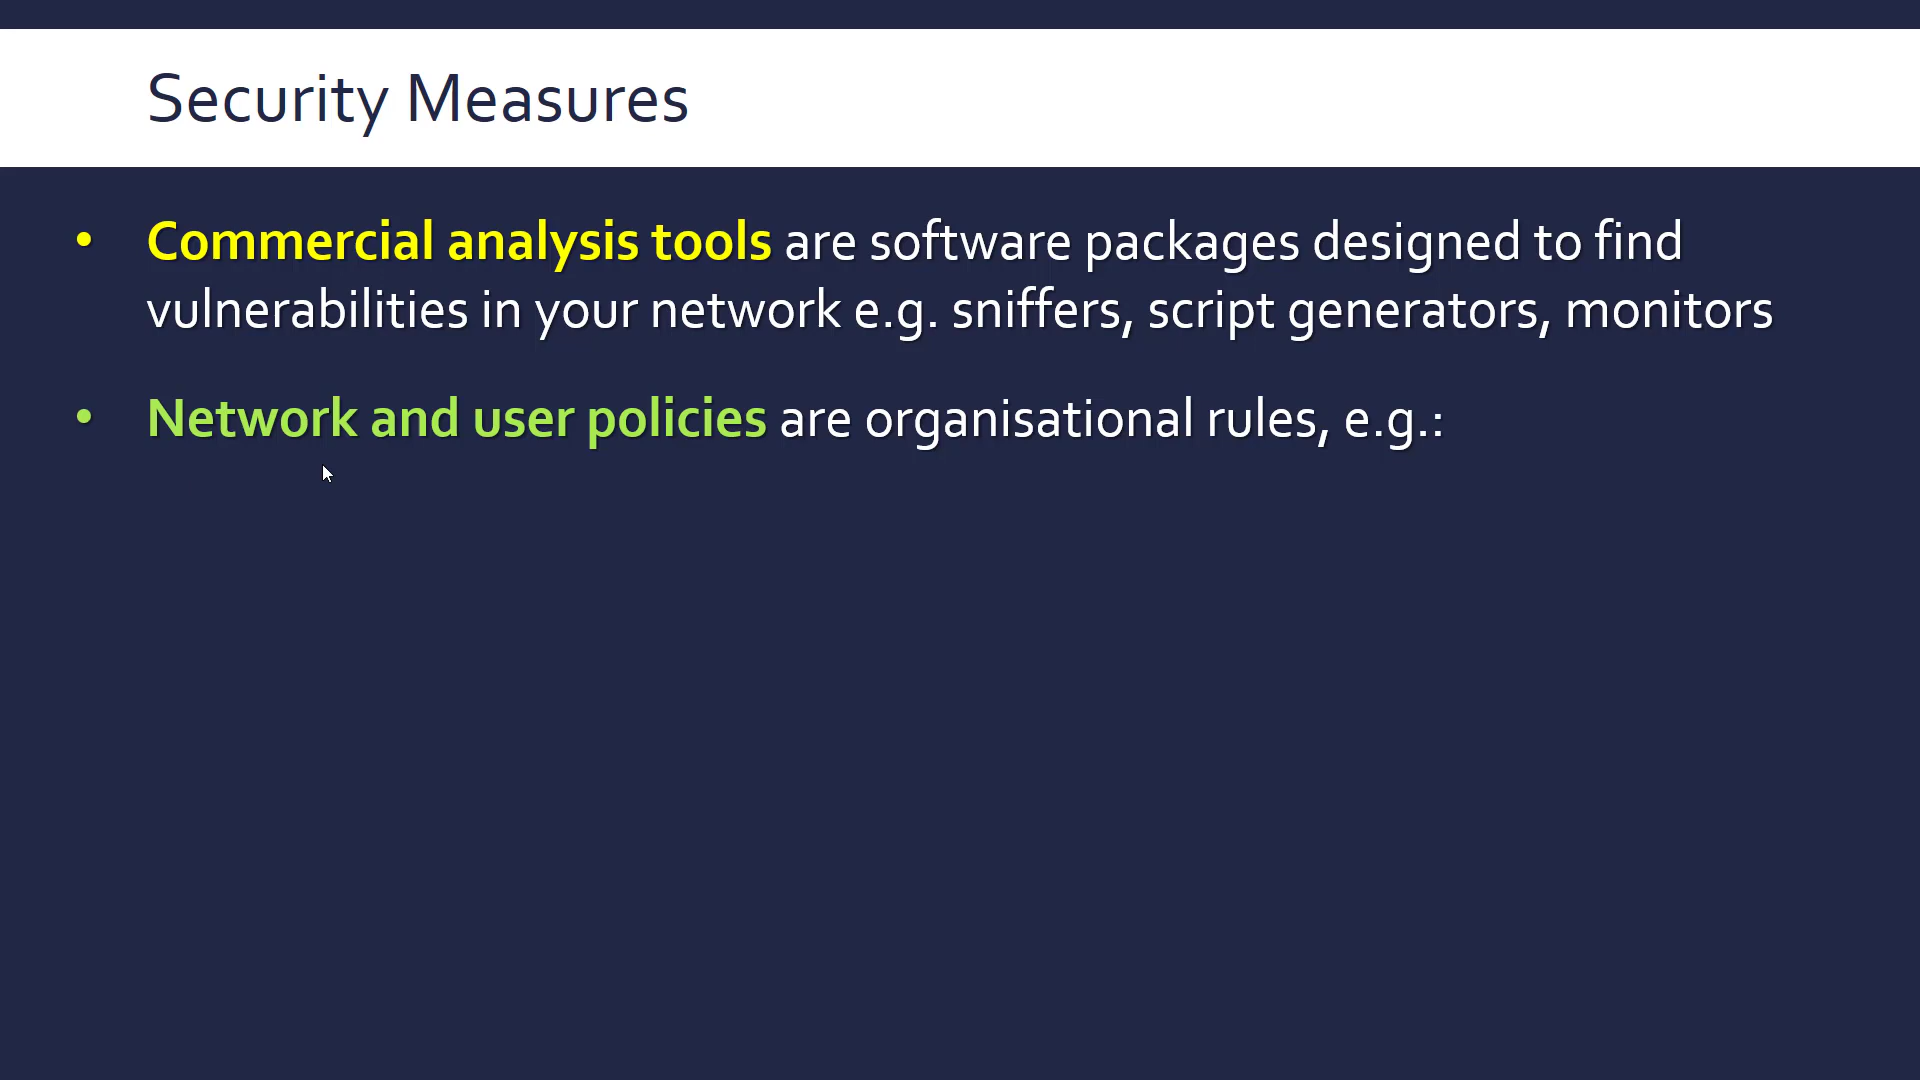 Security Measures
• Commercial analysis tools are software packages designed to find
vulnerabilities in your network e.g. sniffers, script generators, monitors
• Network and user policies are organisational rules, e.g.: